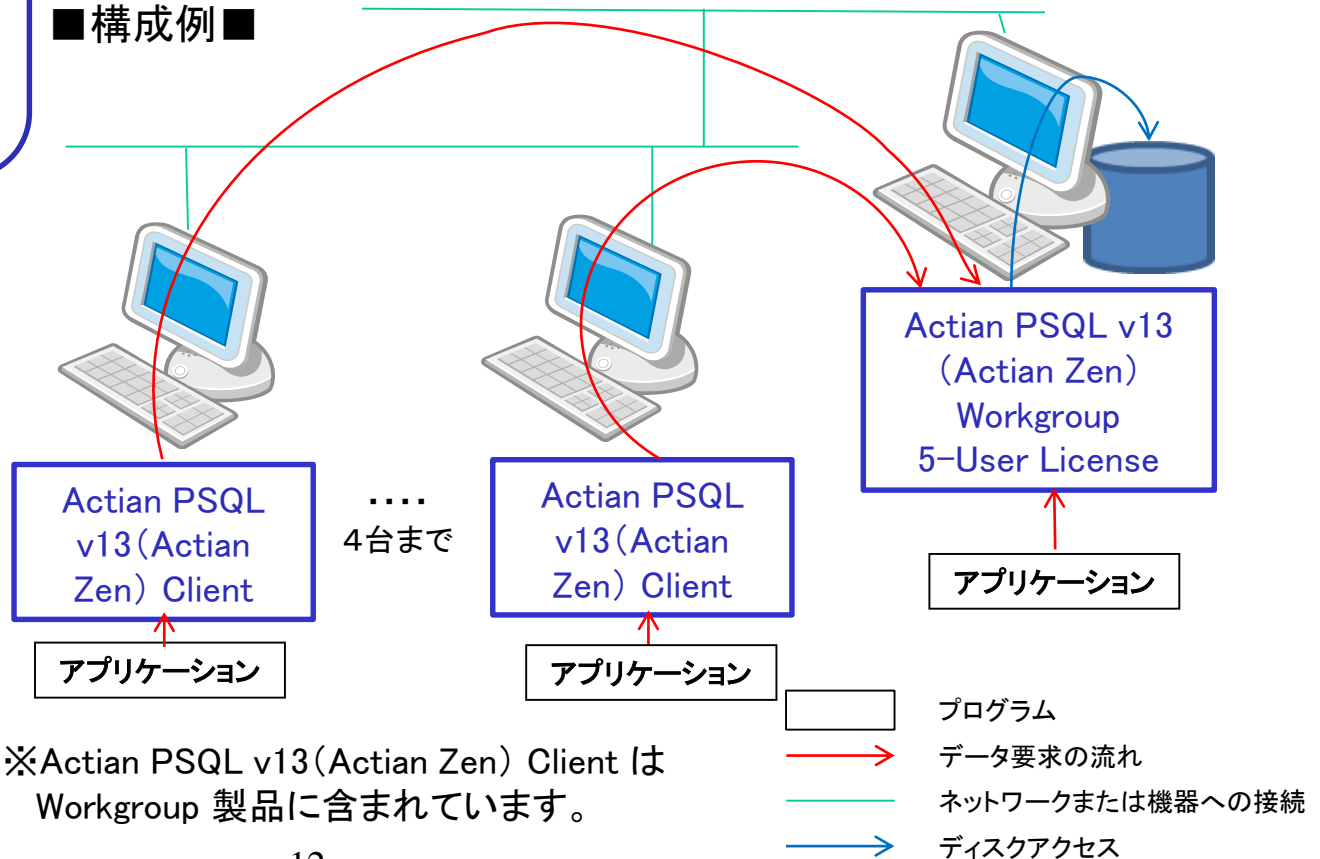 ■構成例■
Actian PSQL v13
（Actian Zen）
Workgroup
5-User License
Actian PSQL
v13（Actian
Zen）Client
････
4台まで
Actian PSQL
v13（Actian
Zen）Client
アプリケーション
アプリケーション
アプリケーション
プログラム
データ要求の流れ
ネットワークまたは機器への接続
ディスクアクセス
※Actian PSQL v13（Actian Zen）Client は
Workgroup 製品に含まれています。